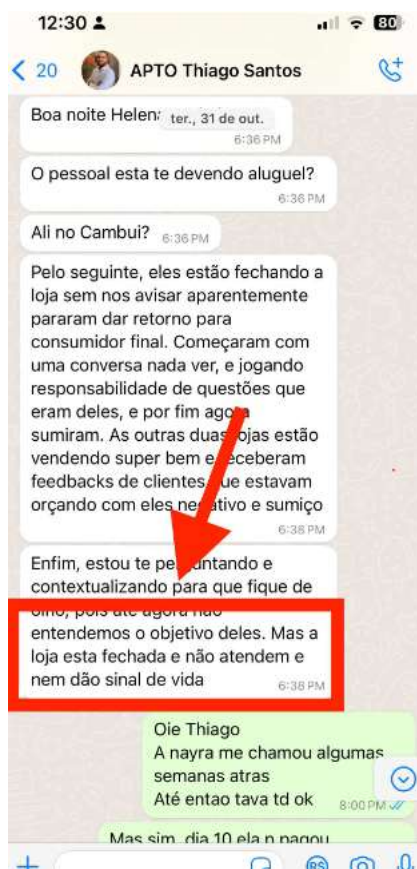 12:30
80
20
APTO Thiago Santos
Boa noite Helen
ter., 31 de out.
6:36 PM
O pessoal esta te devendo aluguel?
6:36 PM
Ali no Cambui? 6:36 PM
Pelo seguinte, eles estão fechando a
loja sem nos avisar aparentemente
pararam dar retorno para
consumidor final. Começaram com
uma conversa nada ver, e jogando
responsabilidade de questões que
eram deles, e por fim agora
sumiram. As outras duas lojas estão
vendendo super bem e receberam
feedbacks de clientes que estavam
orçando com eles negativo e sumiço
6:38 PM
Enfim, estou te perguntando e
contextualizando para que fique de
olho, pois até agora não
entendemos o objetivo deles. Mas a
loja esta fechada e não atendem e
nem dão sinal de vida
6:38 PM
Oie Thiago
A nayra me chamou algumas
semanas atras
Até entao tava td ok 8:00 PM
Mas sim, dia 10 ela n pagou
R$